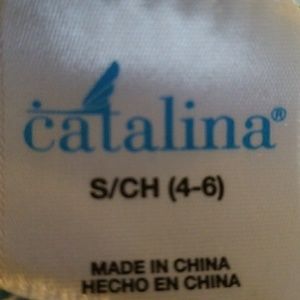 catalina®
S/CH (4-6)
MADE IN CHINA
HECHO EN CHINA